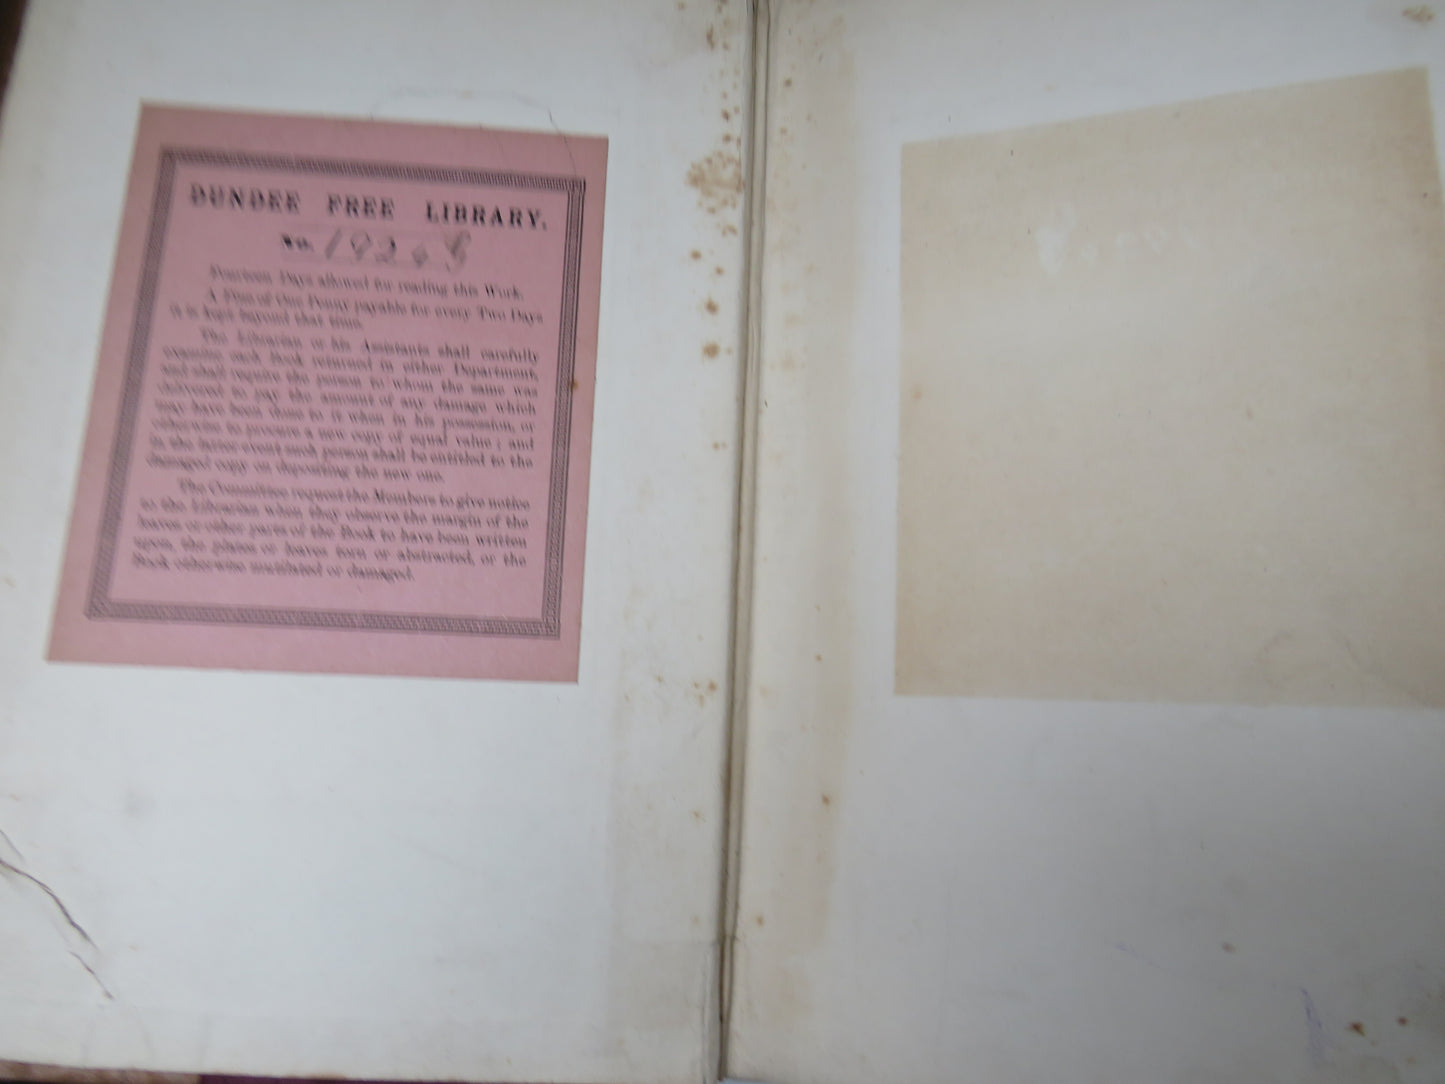 DUNDEE FREE LIBRARY.
No. 19268
Fourteen Days allowed for reading this Work.
A Fine of One Penny payable for every Two Days
it is kept beyond that time.
The Librarian or his Assistants shall carefully
examine each Book returned in either Department,
and shall require the person to whom the same was
delivered to pay the amount of any damage which
may have been done to it when in his possession, or
otherwise to procure a new copy of equal value; and
in the latter event such person shall be entitled to the
damaged copy on depositing the new one.
The Committee request the Members to give notice
to the Librarian when they observe the margin of the
leaves or other parts of the Book to have been written
upon, the plates or leaves torn or abstracted, or the
Book otherwise mutilated or damaged.